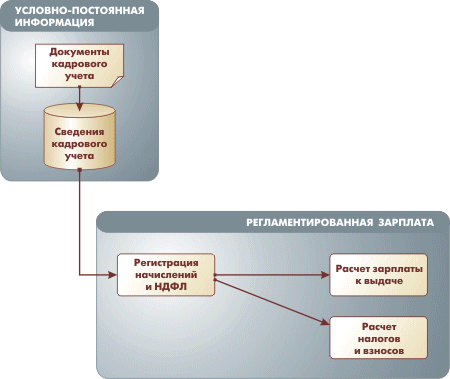 УСЛОВНО-ПОСТОЯННАЯ
ИНФОРМАЦИЯ
Документы
кадрового
учета
Сведения
кадрового
учета
РЕГЛАМЕНТИРОВАННАЯ ЗАРПЛАТА
Регистрация
начислений
и НДФЛ
Расчет зарплаты
к выдаче
Расчет
налогов
и взносов